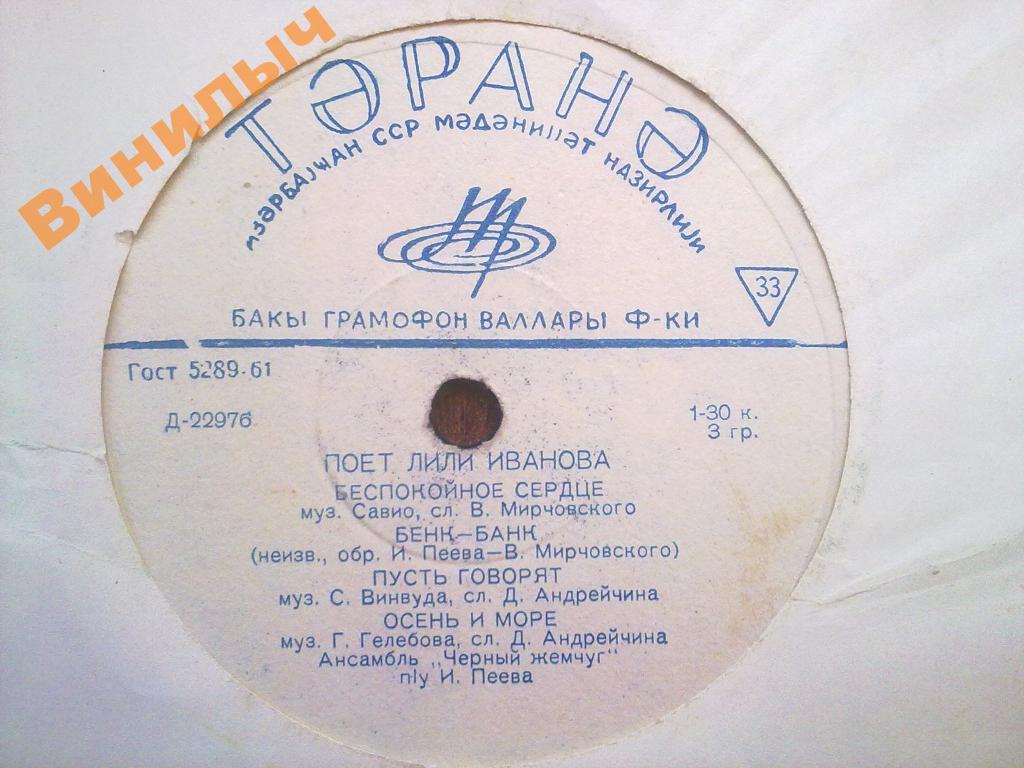 Винилыч
ТӘРАНӘ
АЗӘРБАЈҸАН ССР МӘДӘНИЈЈӘТ НАЗИРЛИЈИ
33
БАКЫ ГРАМОФОН ВАЛЛАРЫ Ф-КИ
Гост 5289-61
Д-22976
1-30 к.
3 гр.
ПОЕТ ЛИЛИ ИВАНОВА
БЕСПОКОЙНОЕ СЕРДЦЕ
муз. Савио, сл. В. Мирчовского
БЕНК—БАНК
(неизв., обр. И. Пеева—В. Мирчовского)
ПУСТЬ ГОВОРЯТ
муз. С. Винвуда, сл. Д. Андрейчина
ОСЕНЬ И МОРЕ
муз. Г. Гелебова, сл. Д. Андрейчина
Ансамбль „Черный жемчуг"
п/у И. Пеева